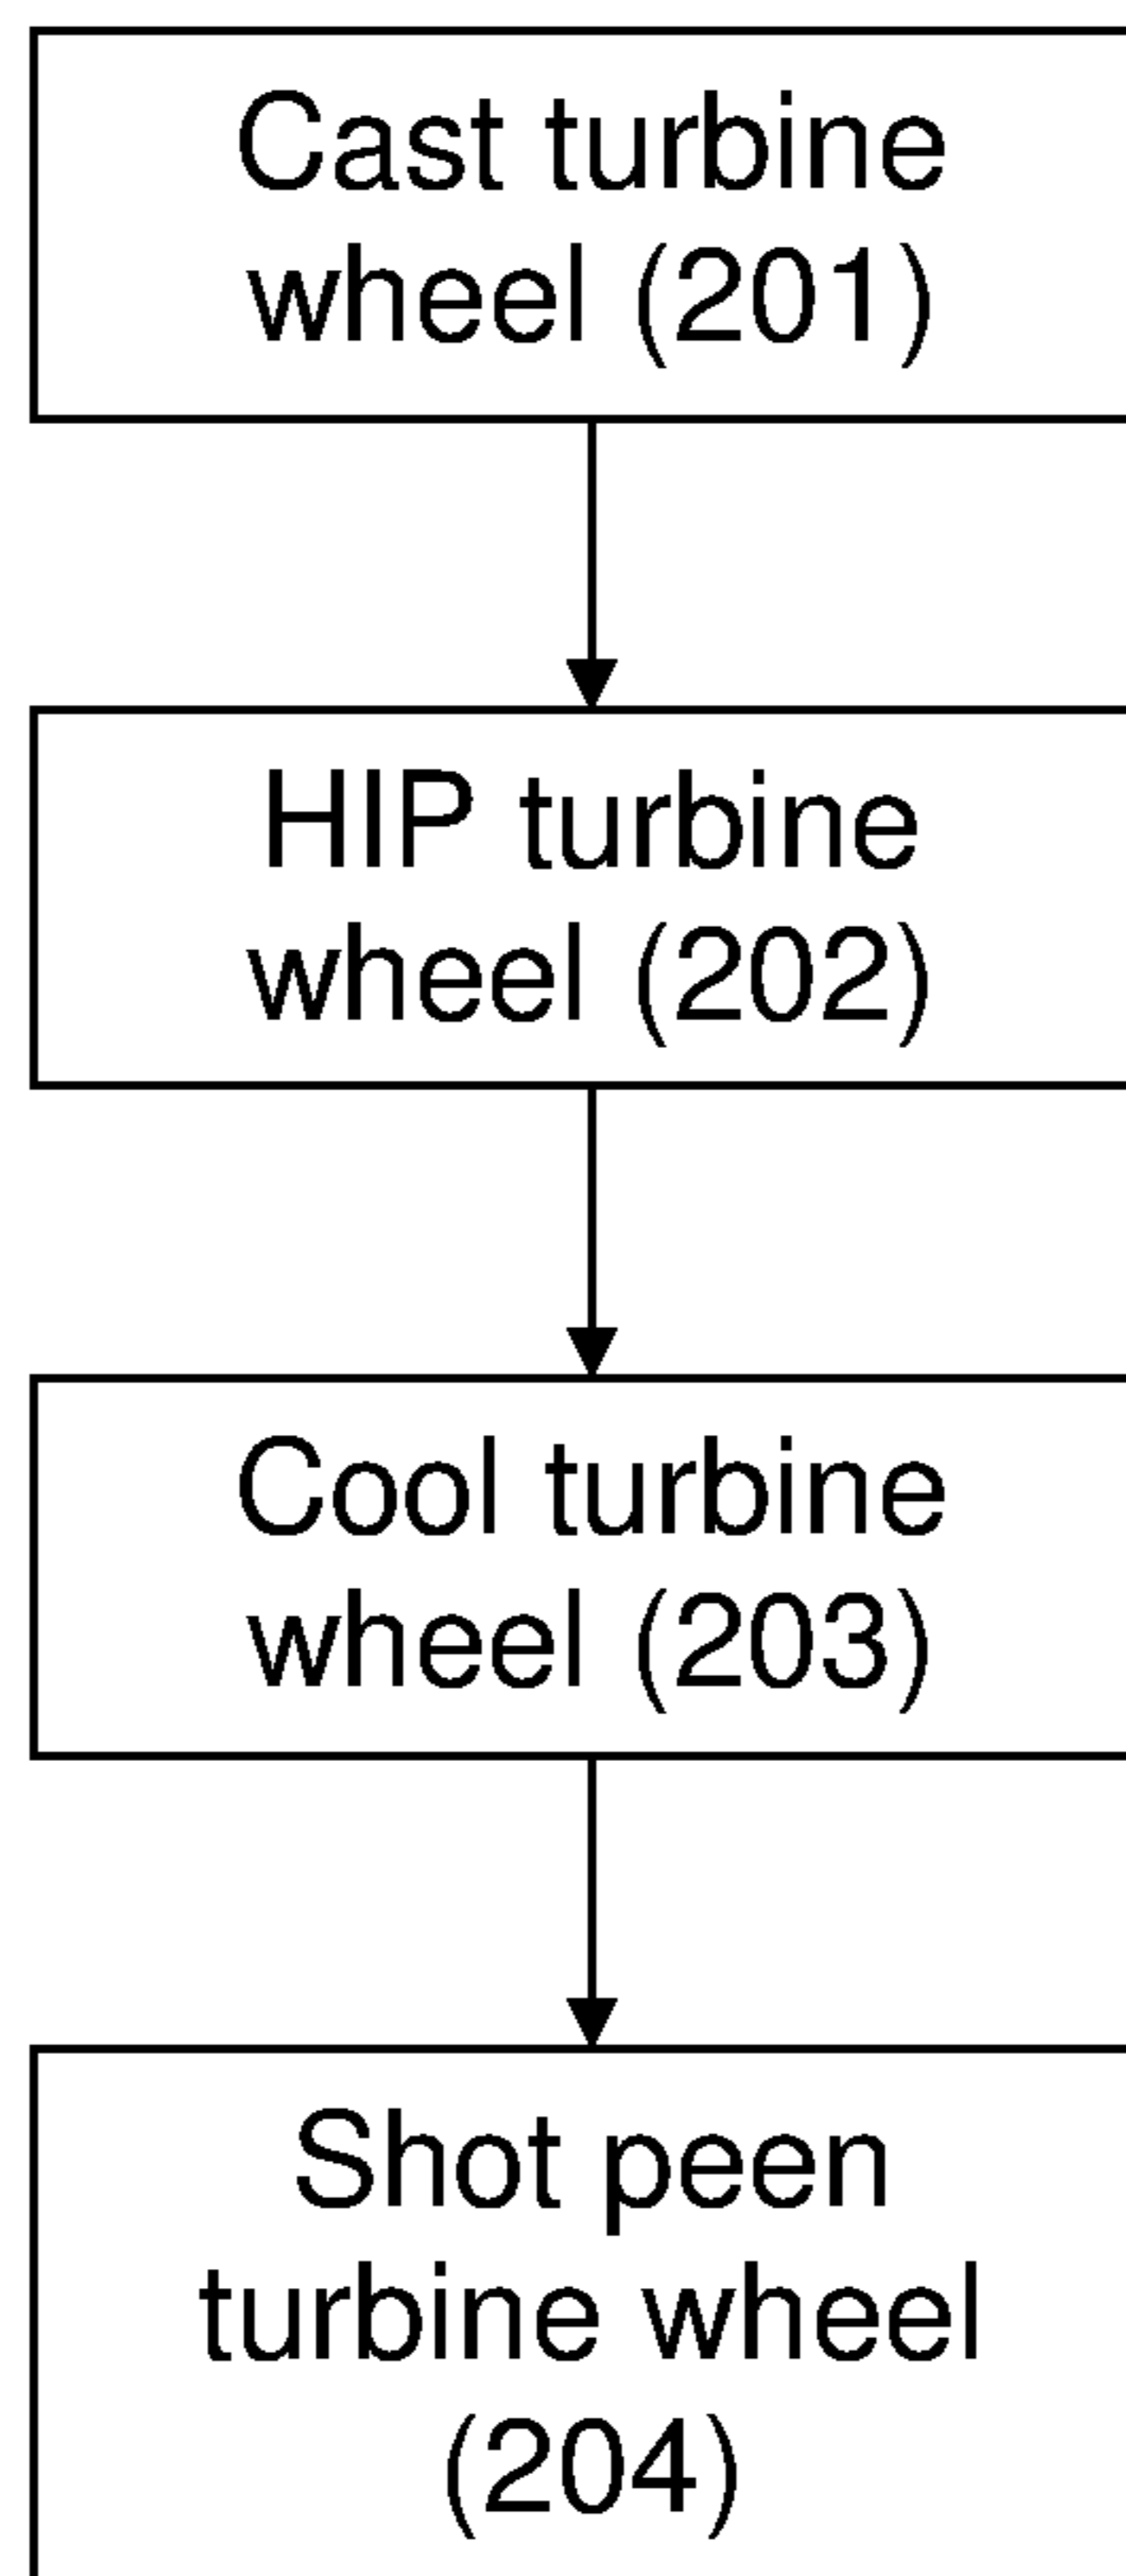 Cast turbine
wheel (201)
HIP turbine
wheel (202)
Cool turbine
wheel (203)
Shot peen
turbine wheel
(204)